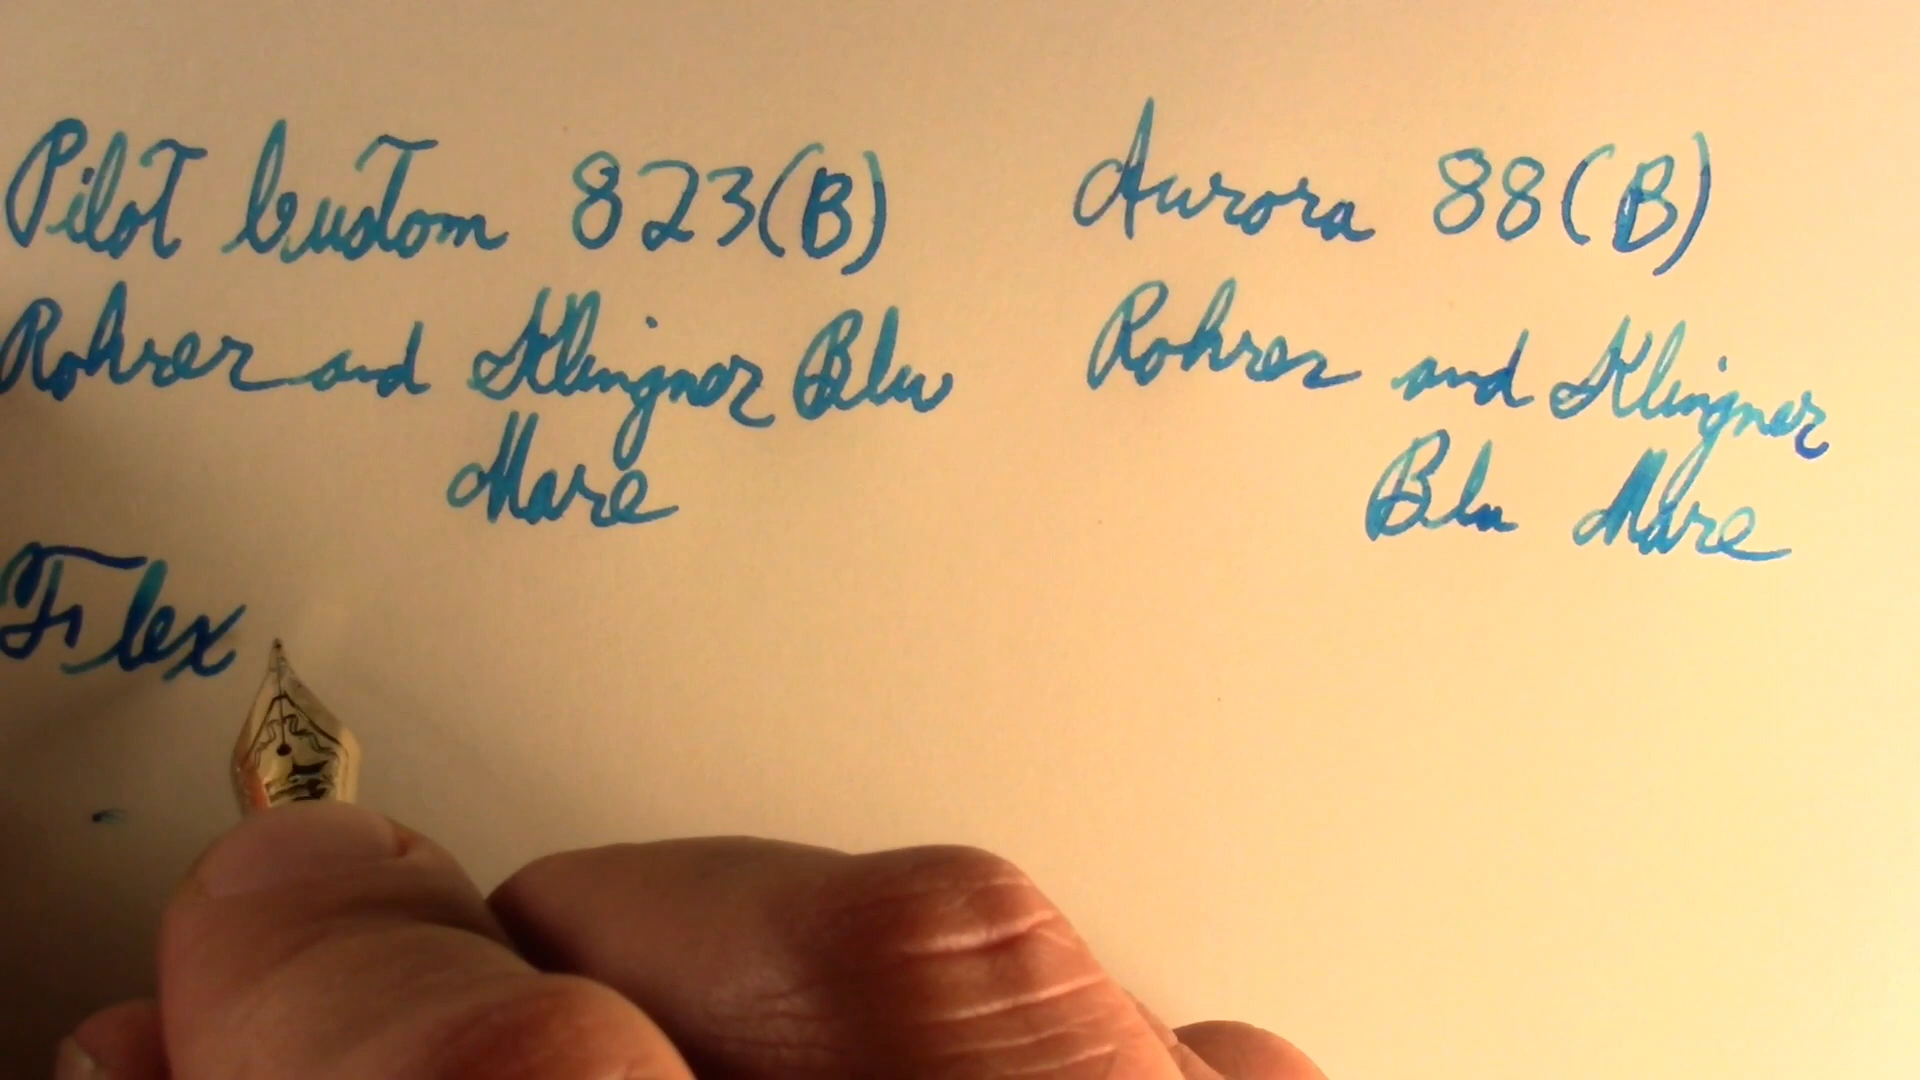 Pilot Custom 823(B)
Rohrer and Klingner Blu
Mare
Flex
Aurora 88(B)
Rohrer and Klingner
Blu Mare